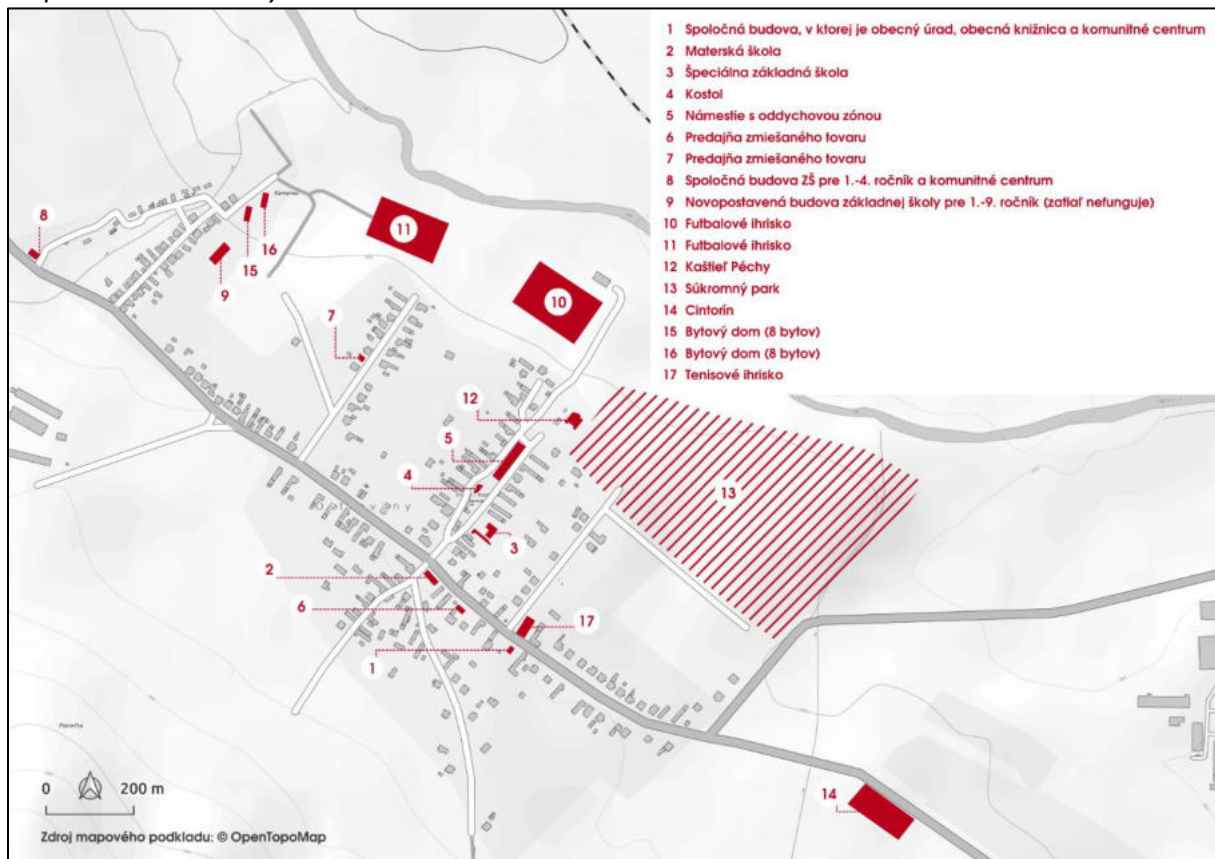 1 Spoločná budova, v ktorej je obecný úrad, obecná knižnica a komunitné centrum
2 Materská škola
3 Špeciálna základná škola
4 Kostol
5 Námestie s oddychovou zónou
6 Predajňa zmiešaného tovaru
7 Predajňa zmiešaného tovaru
8 Spoločná budova ZŠ pre 1.-4. ročník a komunitné centrum
9 Novopostavená budova základnej školy pre 1.-9. ročník (zatiaľ nefunguje)
10 Futbalové ihrisko
11 Futbalové ihrisko
12 Kaštieľ Péchy
13 Súkromný park
14 Cintorín
15 Bytový dom (8 bytov)
16 Bytový dom (8 bytov)
17 Tenisové ihrisko
8
11
16
15
9
10
7
12
5
4
13
3
2
6
17
1
14
0 200 m
Zdroj mapového podkladu: © OpenTopoMap